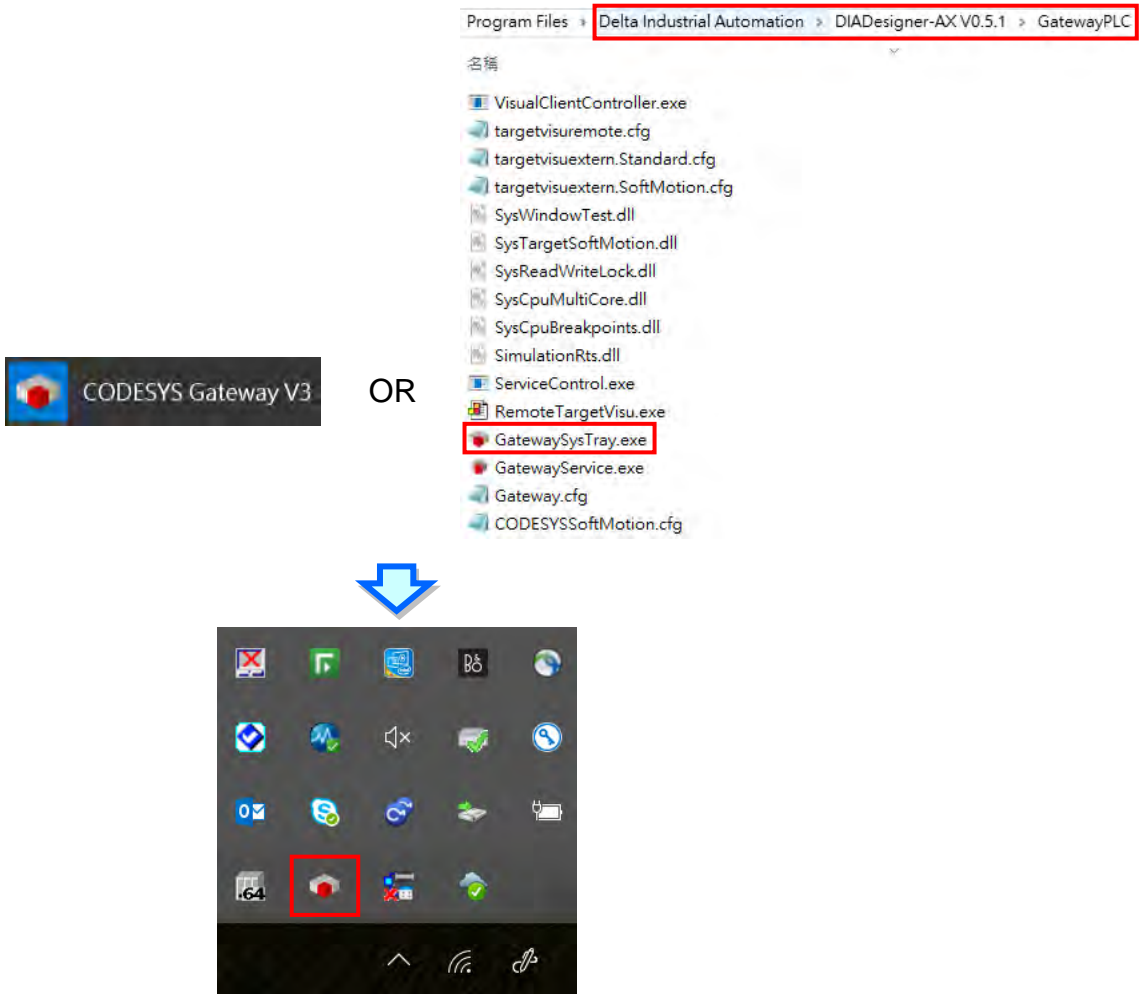 Program Files > Delta Industrial Automation > DIADesigner-AX V0.5.1 > GatewayPLC
名稱
VisualClientController.exe
targetvisuremote.cfg
targetvisuextern.Standard.cfg
targetvisuextern.SoftMotion.cfg
SysWindowTest.dll
SysTargetSoftMotion.dll
SysReadWriteLock.dll
SysCpuMultiCore.dll
SysCpuBreakpoints.dll
SimulationRts.dll
ServiceControl.exe
RemoteTargetVisu.exe
GatewaySysTray.exe
GatewayService.exe
Gateway.cfg
CODESYSSoftMotion.cfg
CODESYS Gateway V3
OR
B&O
.64